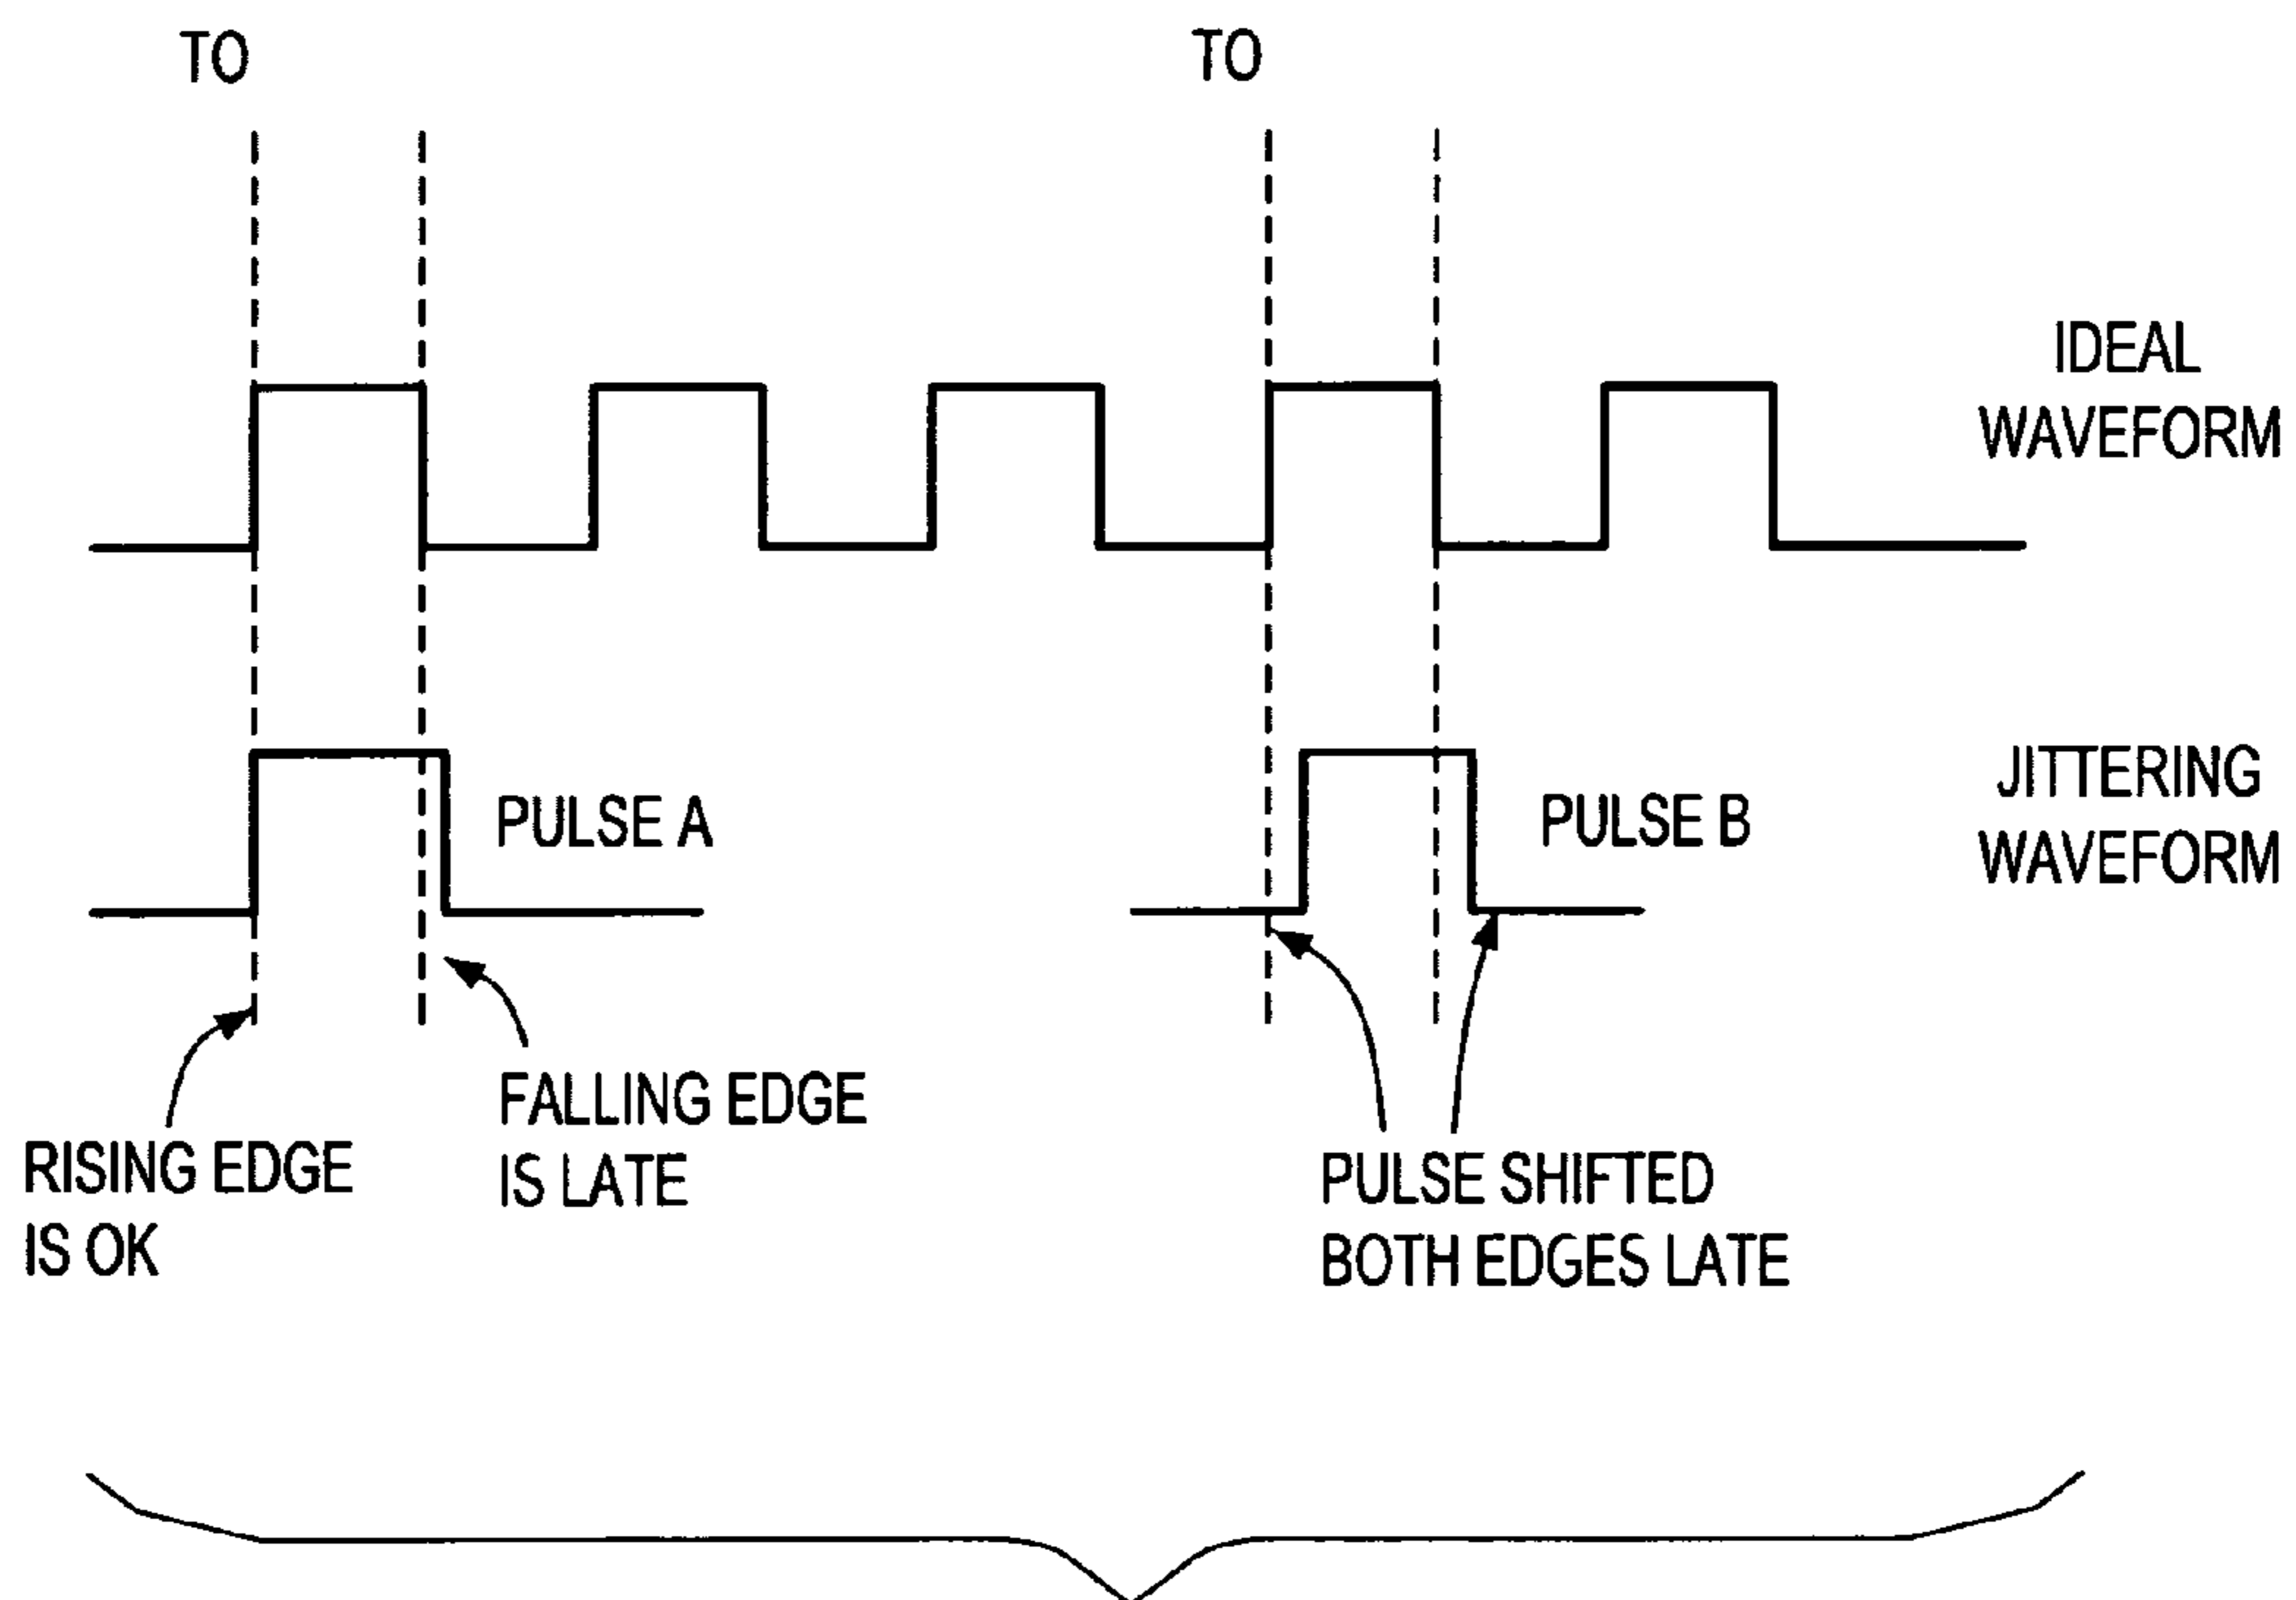 TO
TO
IDEAL
WAVEFORM
JITTERING
WAVEFORM
PULSE A
PULSE B
FALLING EDGE
IS LATE
RISING EDGE
IS OK
PULSE SHIFTED
BOTH EDGES LATE